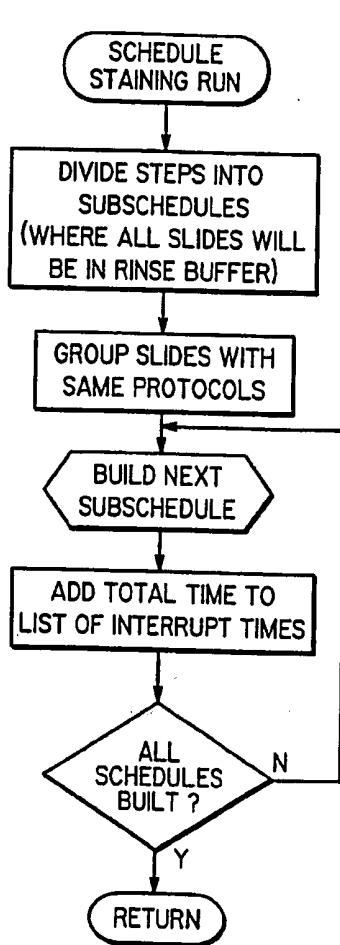 SCHEDULE
STAINING RUN
DIVIDE STEPS INTO
SUBSCHEDULES
(WHERE ALL SLIDES WILL
BE IN RINSE BUFFER)
GROUP SLIDES WITH
SAME PROTOCOLS
BUILD NEXT
SUBSCHEDULE
ADD TOTAL TIME TO
LIST OF INTERRUPT TIMES
ALL
SCHEDULES
BUILT ?
N
Y
RETURN